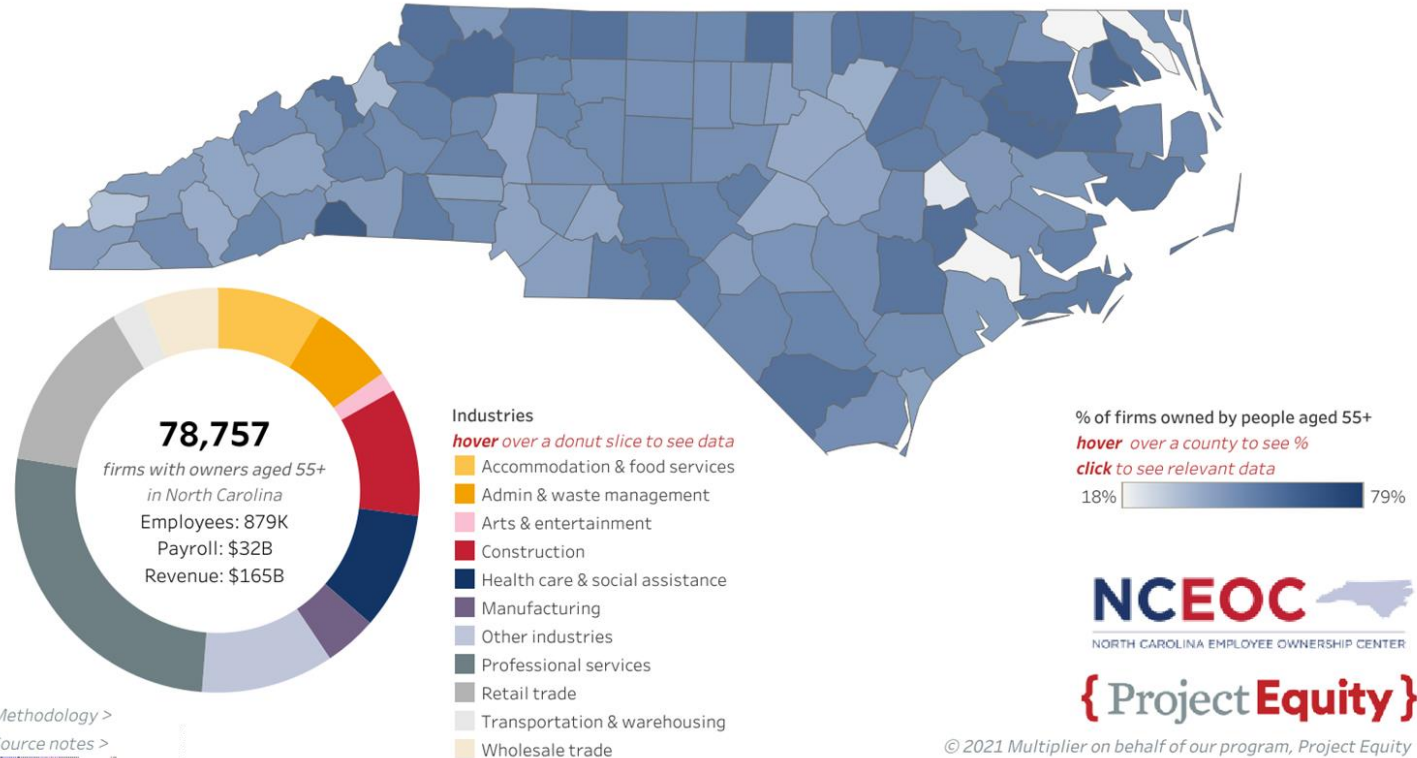 78,757
firms with owners aged 55+
in North Carolina
Employees: 879K
Payroll: $32B
Revenue: $165B
Industries
hover over a donut slice to see data
Accommodation & food services
Admin & waste management
Arts & entertainment
Construction
Health care & social assistance
Manufacturing
Other industries
Professional services
Retail trade
Transportation & warehousing
Wholesale trade
% of firms owned by people aged 55+
hover over a county to see %
click to see relevant data
18% 79%
NCEOC
NORTH CAROLINA EMPLOYEE OWNERSHIP CENTER
{ Project Equity }
Methodology >
Source notes >
© 2021 Multiplier on behalf of our program, Project Equity